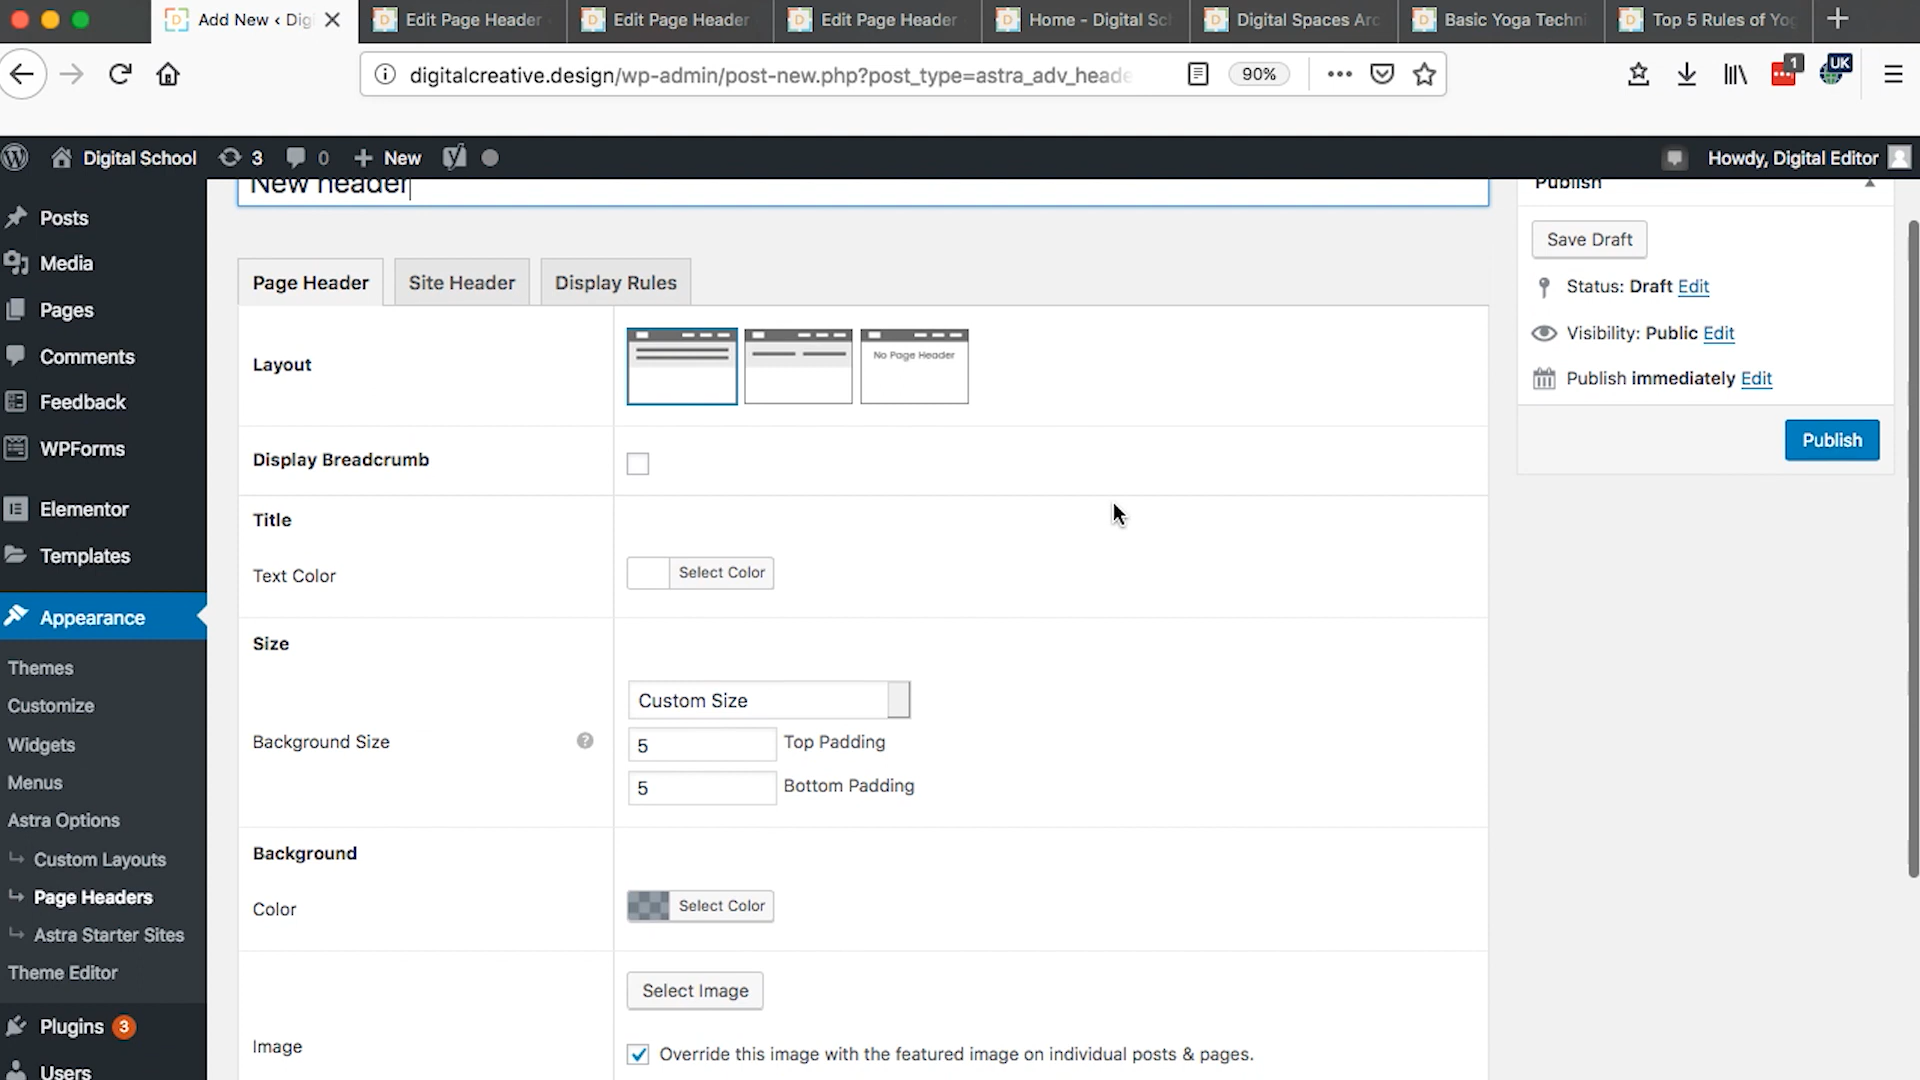 Add New < Dig
Edit Page Header
Edit Page Header
Edit Page Header
Home - Digital Sc
Digital Spaces Arc
Basic Yoga Techni
Top 5 Rules of Yog
digitalcreative.design/wp-admin/post-new.php?post_type=astra_adv_heade
90%
1
UK
Digital School
3
0
New
Howdy, Digital Editor
New header
Publish
Posts
Media
Pages
Comments
Feedback
WPForms
Elementor
Templates
Appearance
Themes
Customize
Widgets
Menus
Astra Options
Custom Layouts
Page Headers
Astra Starter Sites
Theme Editor
Plugins 3
Users
Page Header
Site Header
Display Rules
Layout
No Page Header
Display Breadcrumb
Title
Text Color
Select Color
Size
Custom Size
Background Size
?
5
Top Padding
5
Bottom Padding
Background
Color
Select Color
Select Image
Image
Override this image with the featured image on individual posts & pages.
Save Draft
Status: Draft Edit
Visibility: Public Edit
Publish immediately Edit
Publish